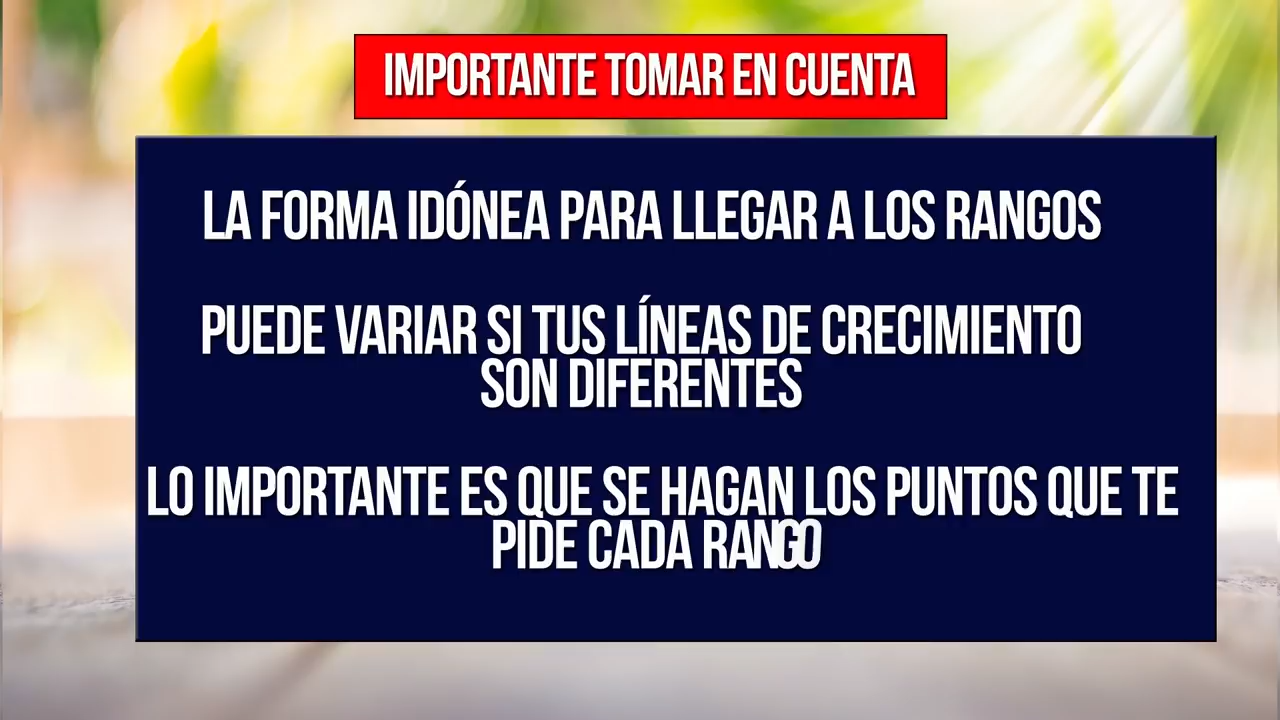 IMPORTANTE TOMAR EN CUENTA
LA FORMA IDÓNEA PARA LLEGAR A LOS RANGOS
PUEDE VARIAR SI TUS LÍNEAS DE CRECIMIENTO
SON DIFERENTES
LO IMPORTANTE ES QUE SE HAGAN LOS PUNTOS QUE TE
PIDE CADA RANGO